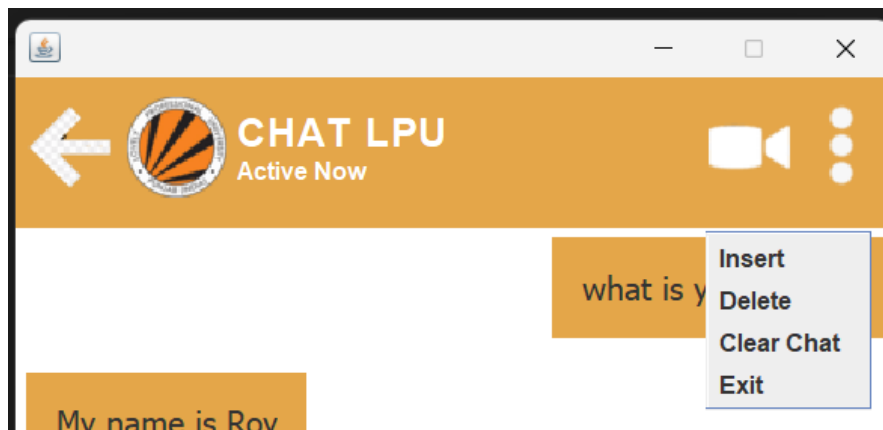 CHAT LPU
Active Now
what is y
Insert
Delete
Clear Chat
Exit
My name is Roy